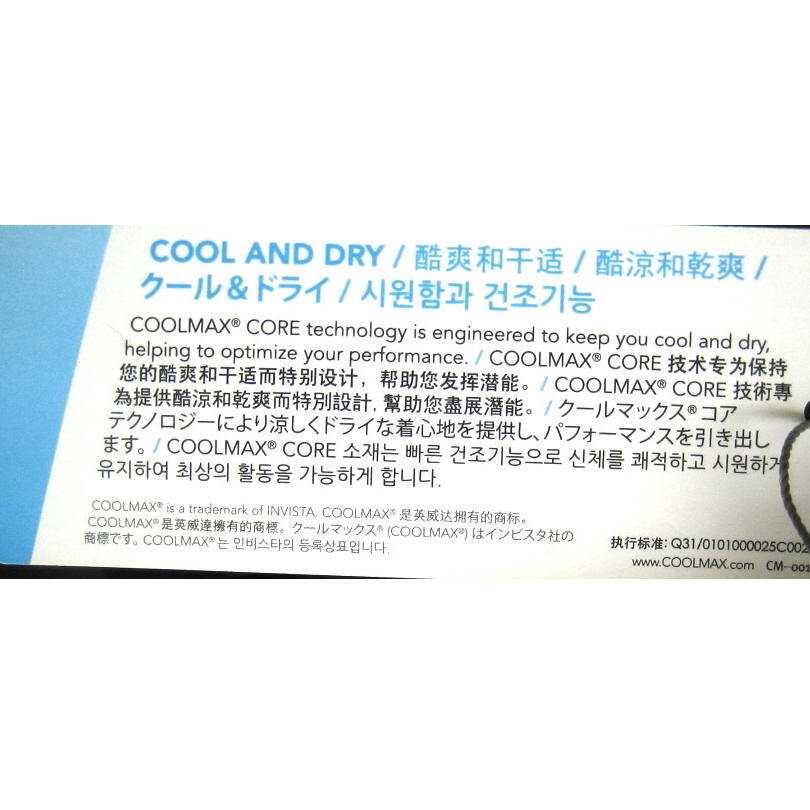 COOL AND DRY / 酷爽和干适 / 酷涼和乾爽 /
クール＆ドライ / 시원함과 건조기능
COOLMAX® CORE technology is engineered to keep you cool and dry,
helping to optimize your performance. / COOLMAX® CORE 技术专为保持
您的酷爽和干适而特别设计，帮助您发挥潜能。/ COOLMAX® CORE 技術專
為提供酷涼和乾爽而特別設計, 幫助您盡展潛能。/ クールマックス® コア
テクノロジーにより涼しくドライな着心地を提供し、パフォーマンスを引き出し
ます。/ COOLMAX® CORE 소재는 빠른 건조기능으로 신체를 쾌적하고 시원하게
유지하여 최상의 활동을 가능하게 합니다.
COOLMAX® is a trademark of INVISTA. COOLMAX® 是英威达拥有的商标。
COOLMAX® 是英威達擁有的商標。クールマックス® (COOLMAX®) はインビスタ社の
商標です。COOLMAX® 는 인비스타의 등록상표입니다.
执行标准: Q31/0101000025C002
www.COOLMAX.com CM-001